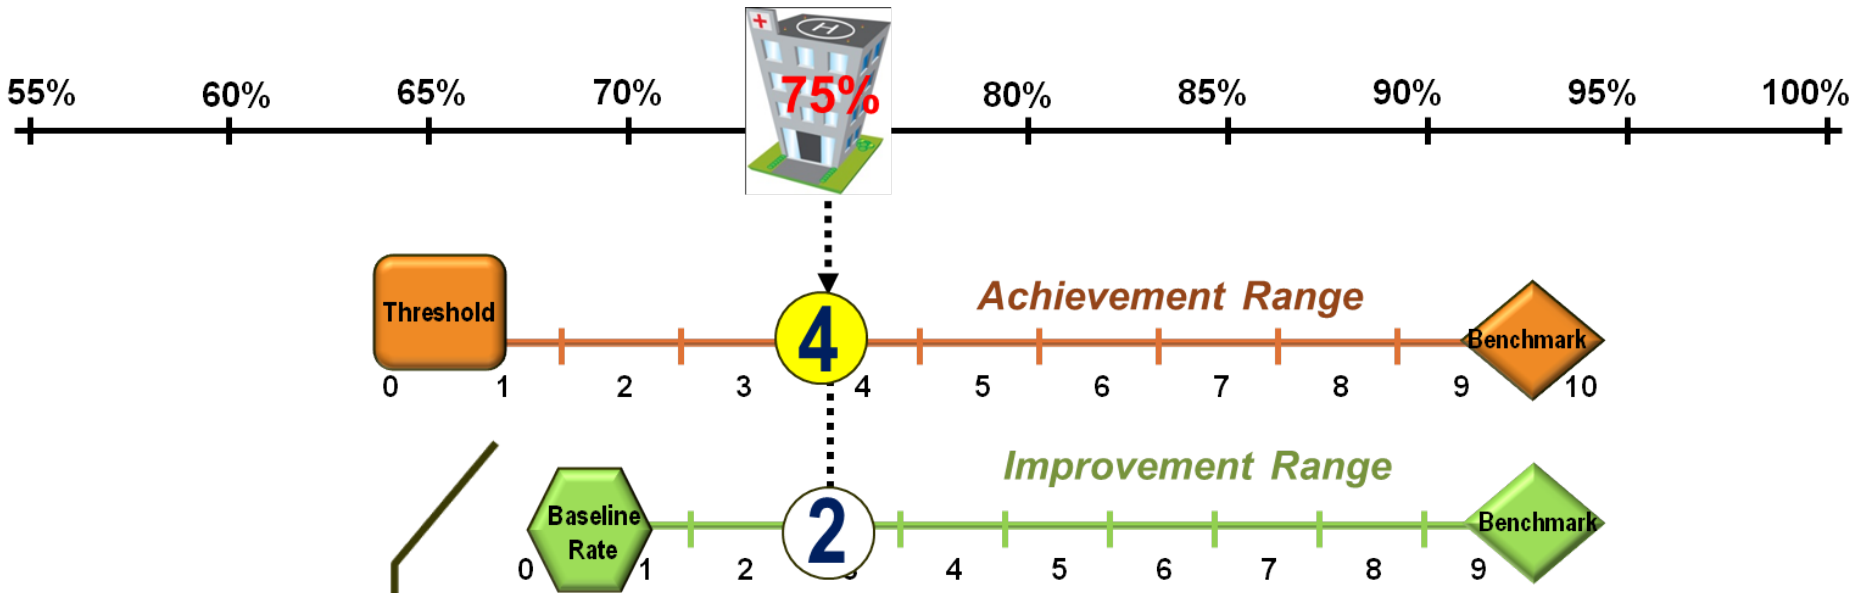 55% 60% 65% 70% 75% 80% 85% 90% 95% 100%
H
Achievement Range
Threshold 4 Benchmark
0 1 2 3 4 5 6 7 8 9 10
Improvement Range
Baseline
Rate
2 Benchmark
0 1 2 4 5 6 7 8 9